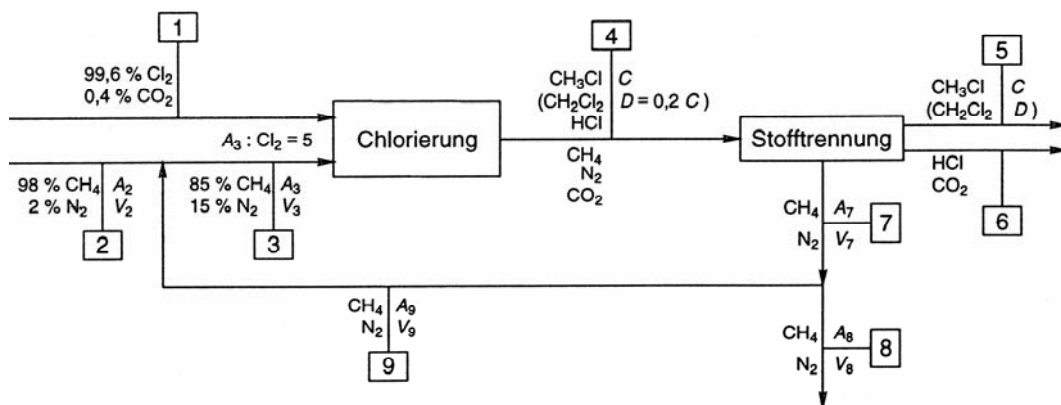 1
99,6 % Cl₂
0,4 % CO₂
A₃ : Cl₂ = 5
98 % CH₄ A₂
2 % N₂ V₂
2
85 % CH₄ A₃
15 % N₂ V₃
3
Chlorierung
4
CH₃Cl C
(CH₂Cl₂ D = 0,2 C )
HCl
CH₄
N₂
CO₂
Stofftrennung
5
CH₃Cl C
(CH₂Cl₂ D )
HCl
CO₂
6
CH₄ A₇
N₂ V₇
7
CH₄ A₈
N₂ V₈
8
CH₄ A₉
N₂ V₉
9